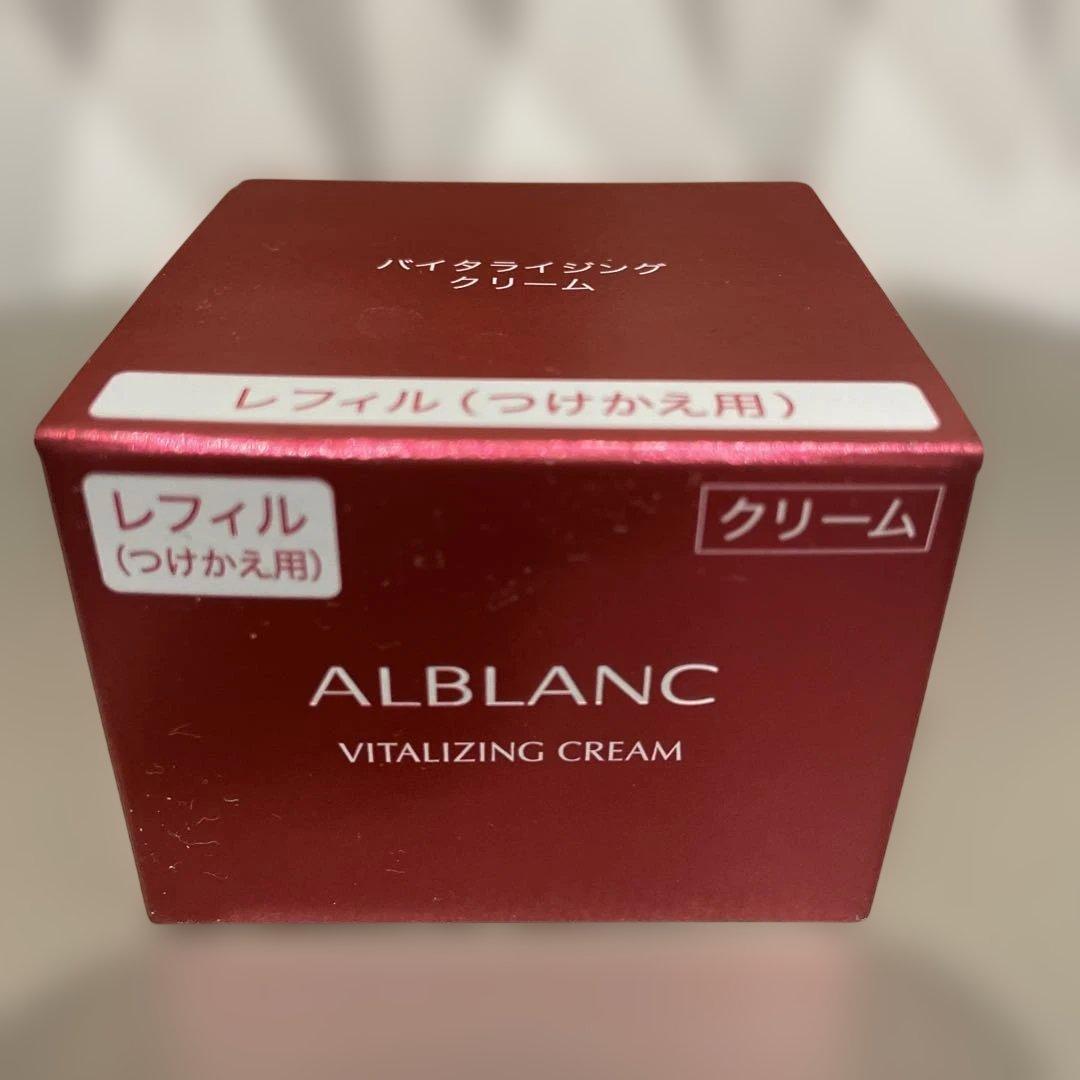 バイタライジング
クリーム
レフィル(つけかえ用)
レフィル
(つけかえ用)
クリーム
ALBLANC
VITALIZING CREAM